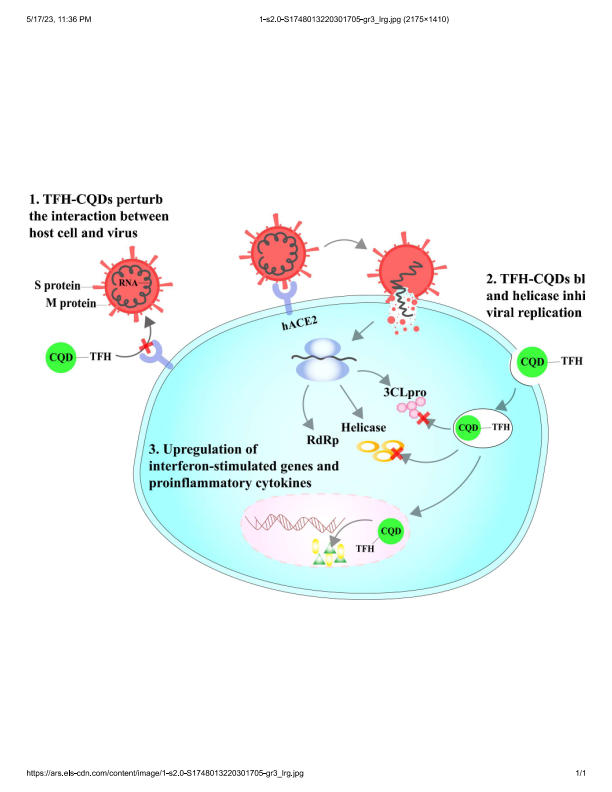 5/17/23, 11:36 PM
1-s2.0-S1748013220301705-gr3_lrg.jpg (2175×1410)
1. TFH-CQDs perturb
the interaction between
host cell and virus
S protein
RNA
M protein
CQD
TFH
hACE2
2. TFH-CQDs bl
and helicase inhi
viral replication
CQD
TFH
3CLpro
Helicase
RdRp
CQD
TFH
3. Upregulation of
interferon-stimulated genes and
proinflammatory cytokines
CQD
TFH
https://ars.els-cdn.com/content/image/1-s2.0-S1748013220301705-gr3_lrg.jpg
1/1